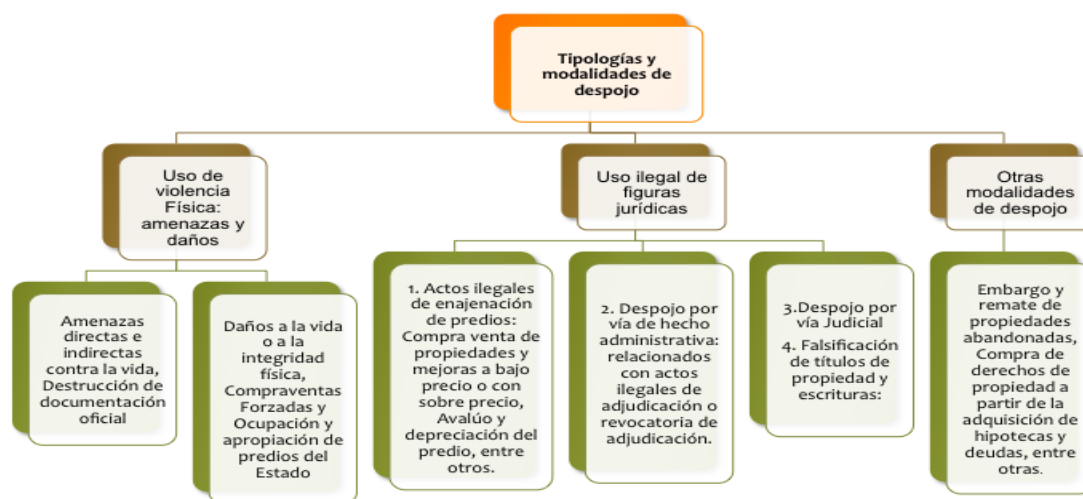 Tipologías y
modalidades de
despojo
Uso de
violencia
Física:
amenazas y
daños
Uso ilegal de
figuras
jurídicas
Otras
modalidades
de despojo
Amenazas
directas e
indirectas
contra la vida,
Destrucción de
documentación
oficial
Daños a la vida
o a la
integridad
física,
Compraventas
Forzadas y
Ocupación y
apropiación de
predios del
Estado
1. Actos ilegales
de enajenación
de predios:
Compra venta de
propiedades y
mejoras a bajo
precio o con
sobre precio,
Avalúo y
depreciación del
predio, entre
otros.
2. Despojo por
vía de hecho
administrativa:
relacionados
con actos
ilegales de
adjudicación o
revocatoria de
adjudicación.
3.Despojo por
vía Judicial
4. Falsificación
de títulos de
propiedad y
escrituras:
Embargo y
remate de
propiedades
abandonadas,
Compra de
derechos de
propiedad a
partir de la
adquisición de
hipotecas y
deudas, entre
otras.